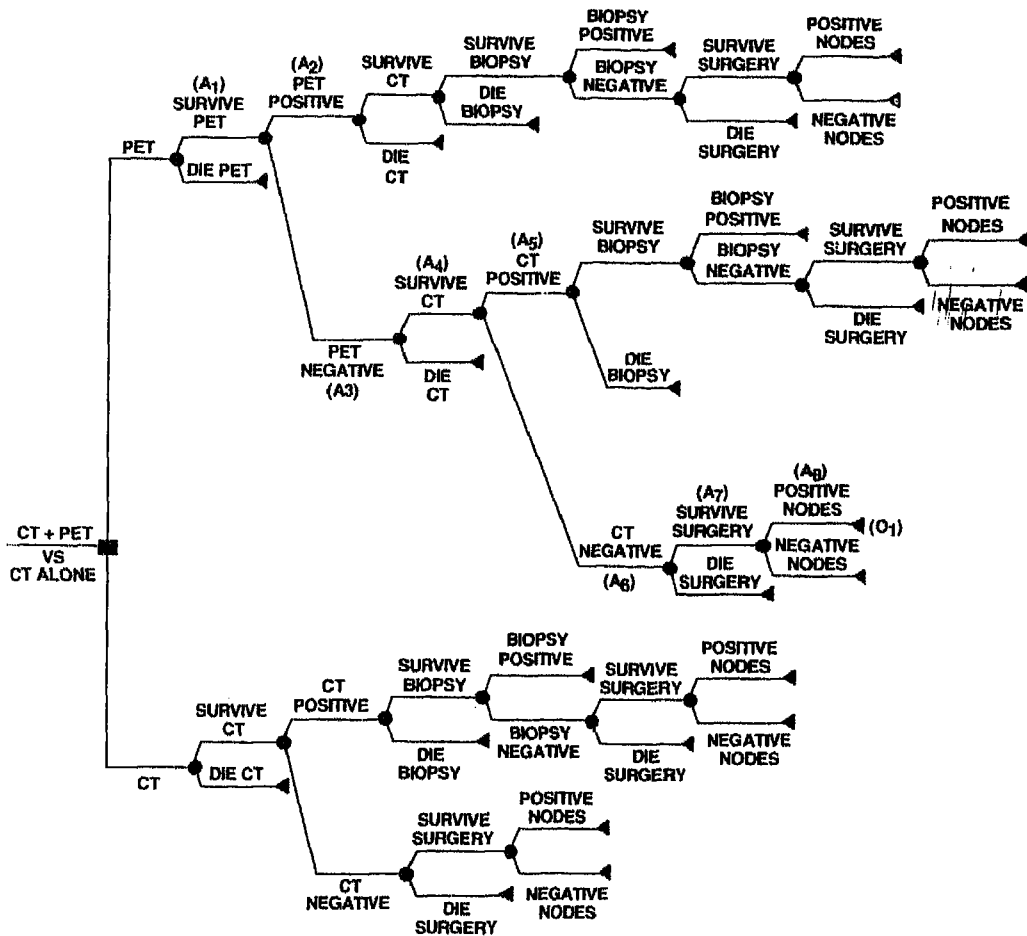 BIOPSY
POSITIVE
SURVIVE
BIOPSY
BIOPSY
NEGATIVE
SURVIVE
SURGERY
POSITIVE
NODES
(A1)
SURVIVE
PET
(A2)
PET
POSITIVE
SURVIVE
CT
DIE
BIOPSY
NEGATIVE
NODES
DIE
SURGERY
PET
DIE PET
DIE
CT
BIOPSY
POSITIVE
SURVIVE
BIOPSY
BIOPSY
NEGATIVE
SURVIVE
SURGERY
POSITIVE
NODES
(A4)
SURVIVE
CT
(A5)
CT
POSITIVE
NEGATIVE
NODES
DIE
SURGERY
PET
NEGATIVE
(A3)
DIE
CT
DIE
BIOPSY
CT + PET
VS
CT ALONE
CT
NEGATIVE
(A6)
(A7)
SURVIVE
SURGERY
(A8)
POSITIVE
NODES
(O1)
DIE
SURGERY
NEGATIVE
NODES
BIOPSY
POSITIVE
SURVIVE
BIOPSY
SURVIVE
SURGERY
POSITIVE
NODES
SURVIVE
CT
CT
POSITIVE
BIOPSY
NEGATIVE
DIE
BIOPSY
DIE
SURGERY
NEGATIVE
NODES
CT
DIE CT
SURVIVE
SURGERY
POSITIVE
NODES
CT
NEGATIVE
DIE
SURGERY
NEGATIVE
NODES